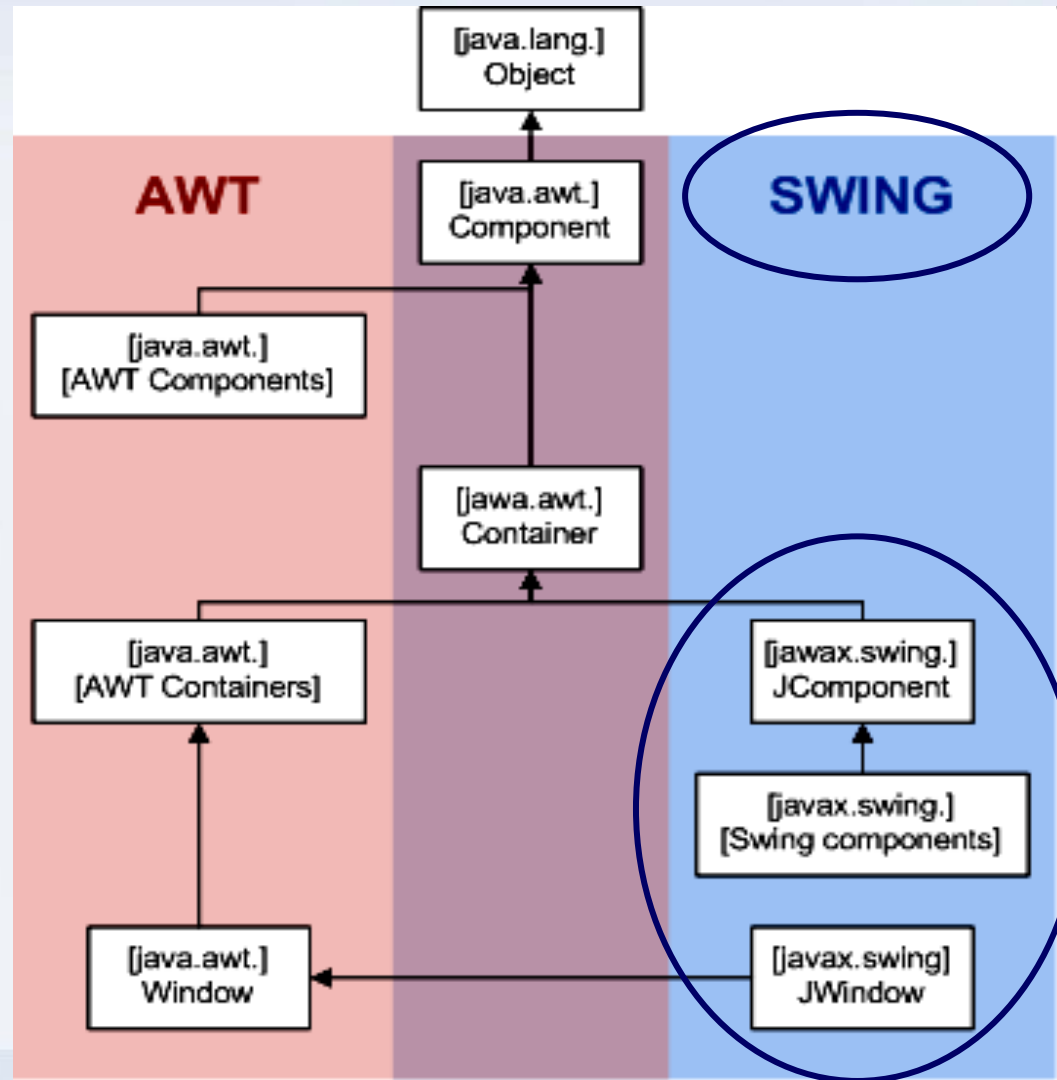 [java.lang.]
Object
AWT
[java.awt.]
Component
SWING
[java.awt.]
[AWT Components]
[jawa.awt.]
Container
[java.awt.]
[AWT Containers]
[jawax.swing.]
JComponent
[javax.swing.]
[Swing components]
[java.awt.]
Window
[javax.swing]
JWindow